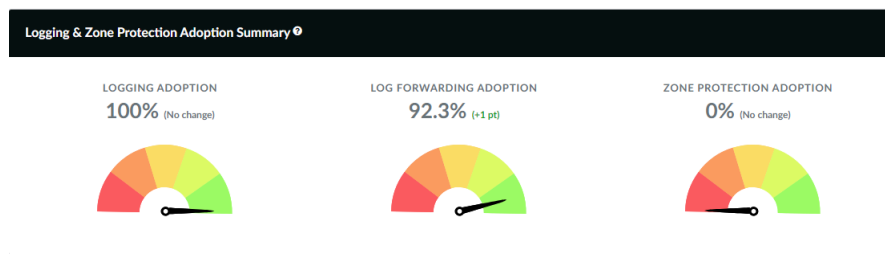 Logging & Zone Protection Adoption Summary ?
LOGGING ADOPTION
100% (No change)
LOG FORWARDING ADOPTION
92.3% (+1 pt)
ZONE PROTECTION ADOPTION
0% (No change)